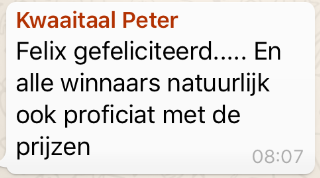 Kwaaitaal Peter
Felix gefeliciteerd..... En
alle winnaars natuurlijk
ook proficiat met de
prijzen
08:07